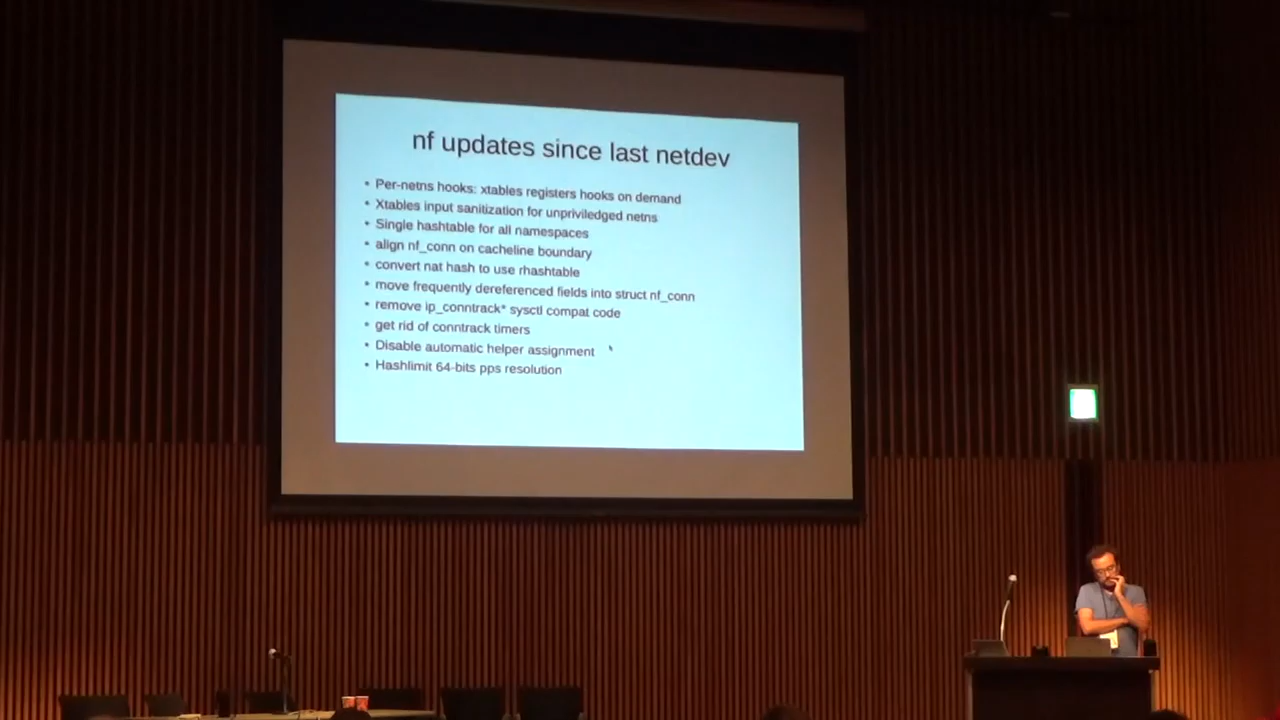 nf updates since last netdev
• Per-netns hooks: xtables registers hooks on demand
• Xtables input sanitization for unpriviledged netns
• Single hashtable for all namespaces
• align nf_conn on cacheline boundary
• convert nat hash to use rhashtable
• move frequently dereferenced fields into struct nf_conn
• remove ip_conntrack* sysctl compat code
• get rid of conntrack timers
• Disable automatic helper assignment
• Hashlimit 64-bits pps resolution